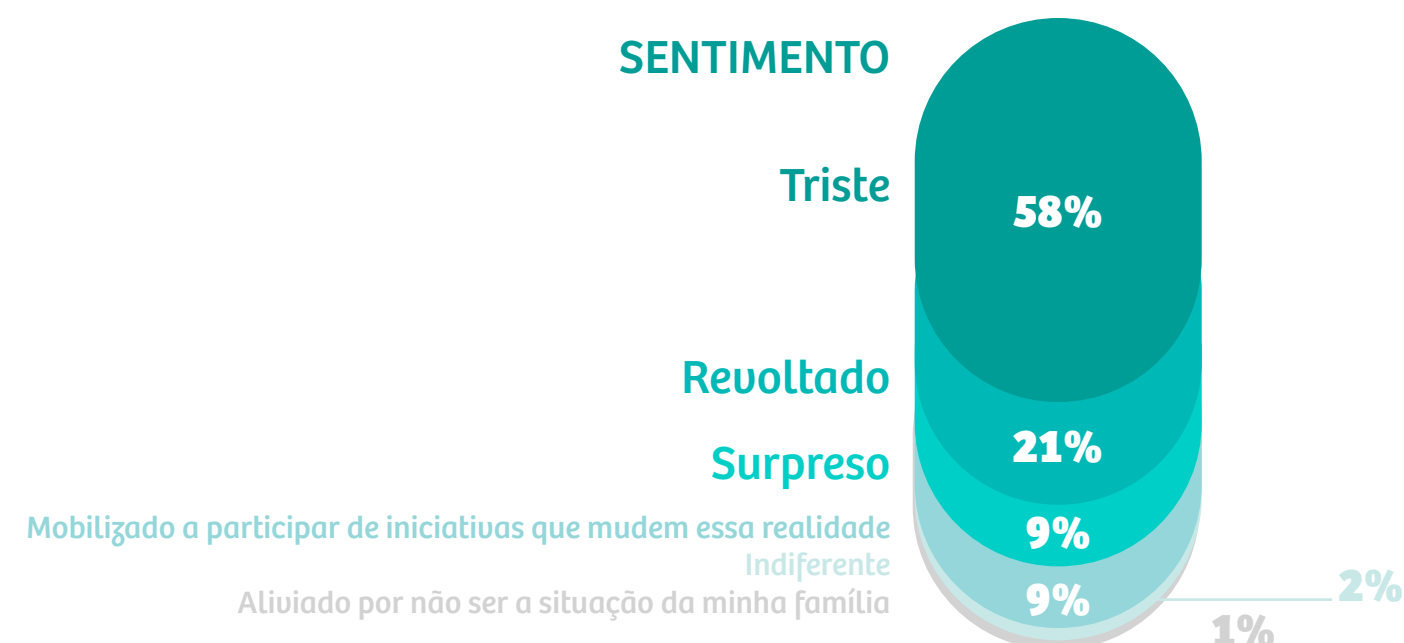 SENTIMENTO
Triste
58%
Revoltado
21%
Surpreso
9%
Mobilizado a participar de iniciativas que mudem essa realidade
9%
Indiferente
2%
Aliviado por não ser a situação da minha família
1%